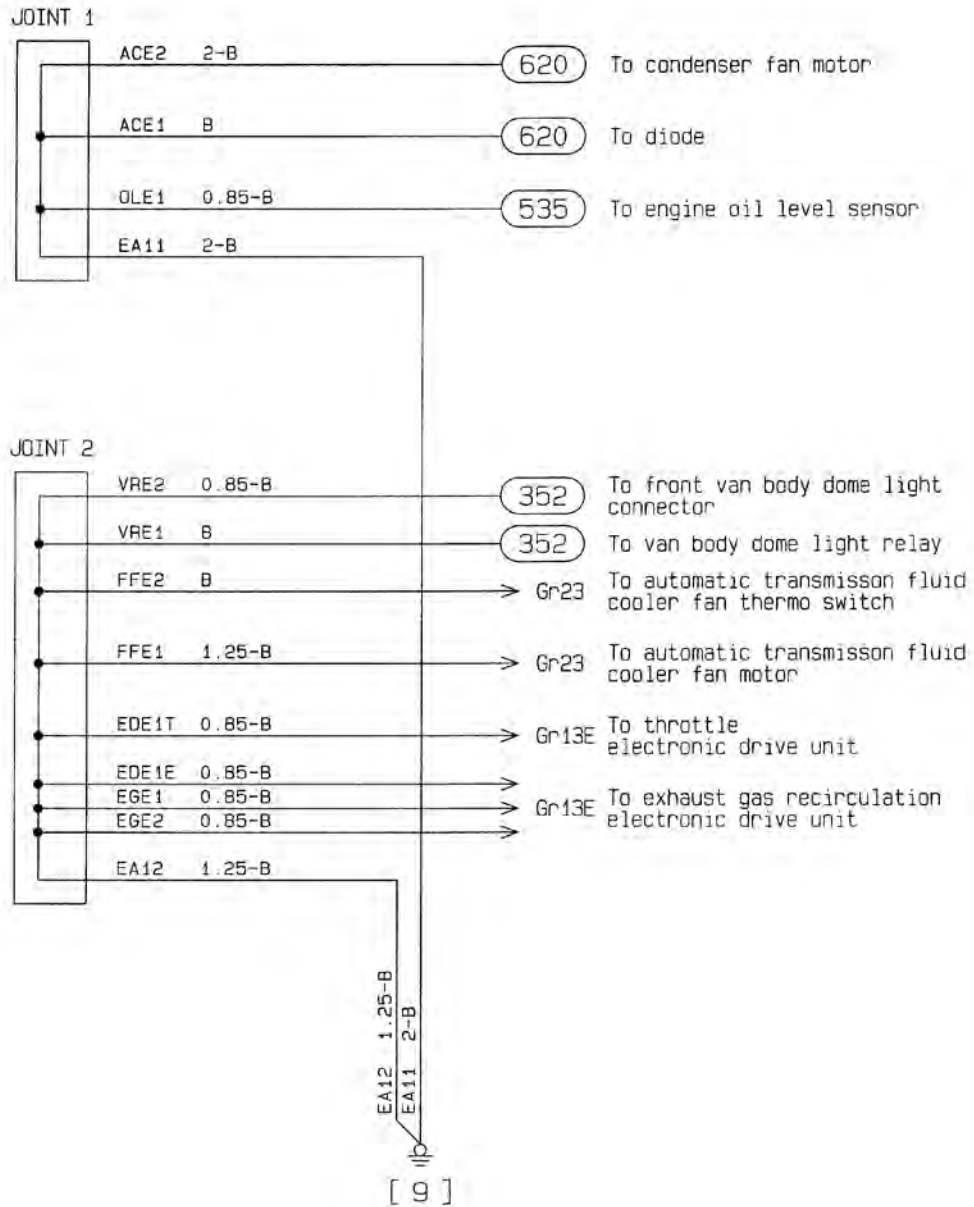 JOINT 1
ACE2 2-B 620 To condenser fan motor
ACE1 B 620 To diode
OLE1 0.85-B 535 To engine oil level sensor
EA11 2-B
JOINT 2
VRE2 0.85-B 352 To front van body dome light
connector
VRE1 B 352 To van body dome light relay
FFE2 B Gr23 To automatic transmisson fluid
cooler fan thermo switch
FFE1 1.25-B Gr23 To automatic transmisson fluid
cooler fan motor
EDE1T 0.85-B Gr13E To throttle
electronic drive unit
EDE1E 0.85-B
EGE1 0.85-B Gr13E To exhaust gas recirculation
electronic drive unit
EGE2 0.85-B
EA12 1.25-B
EA12 1.25-B
EA11 2-B
[ 9 ]